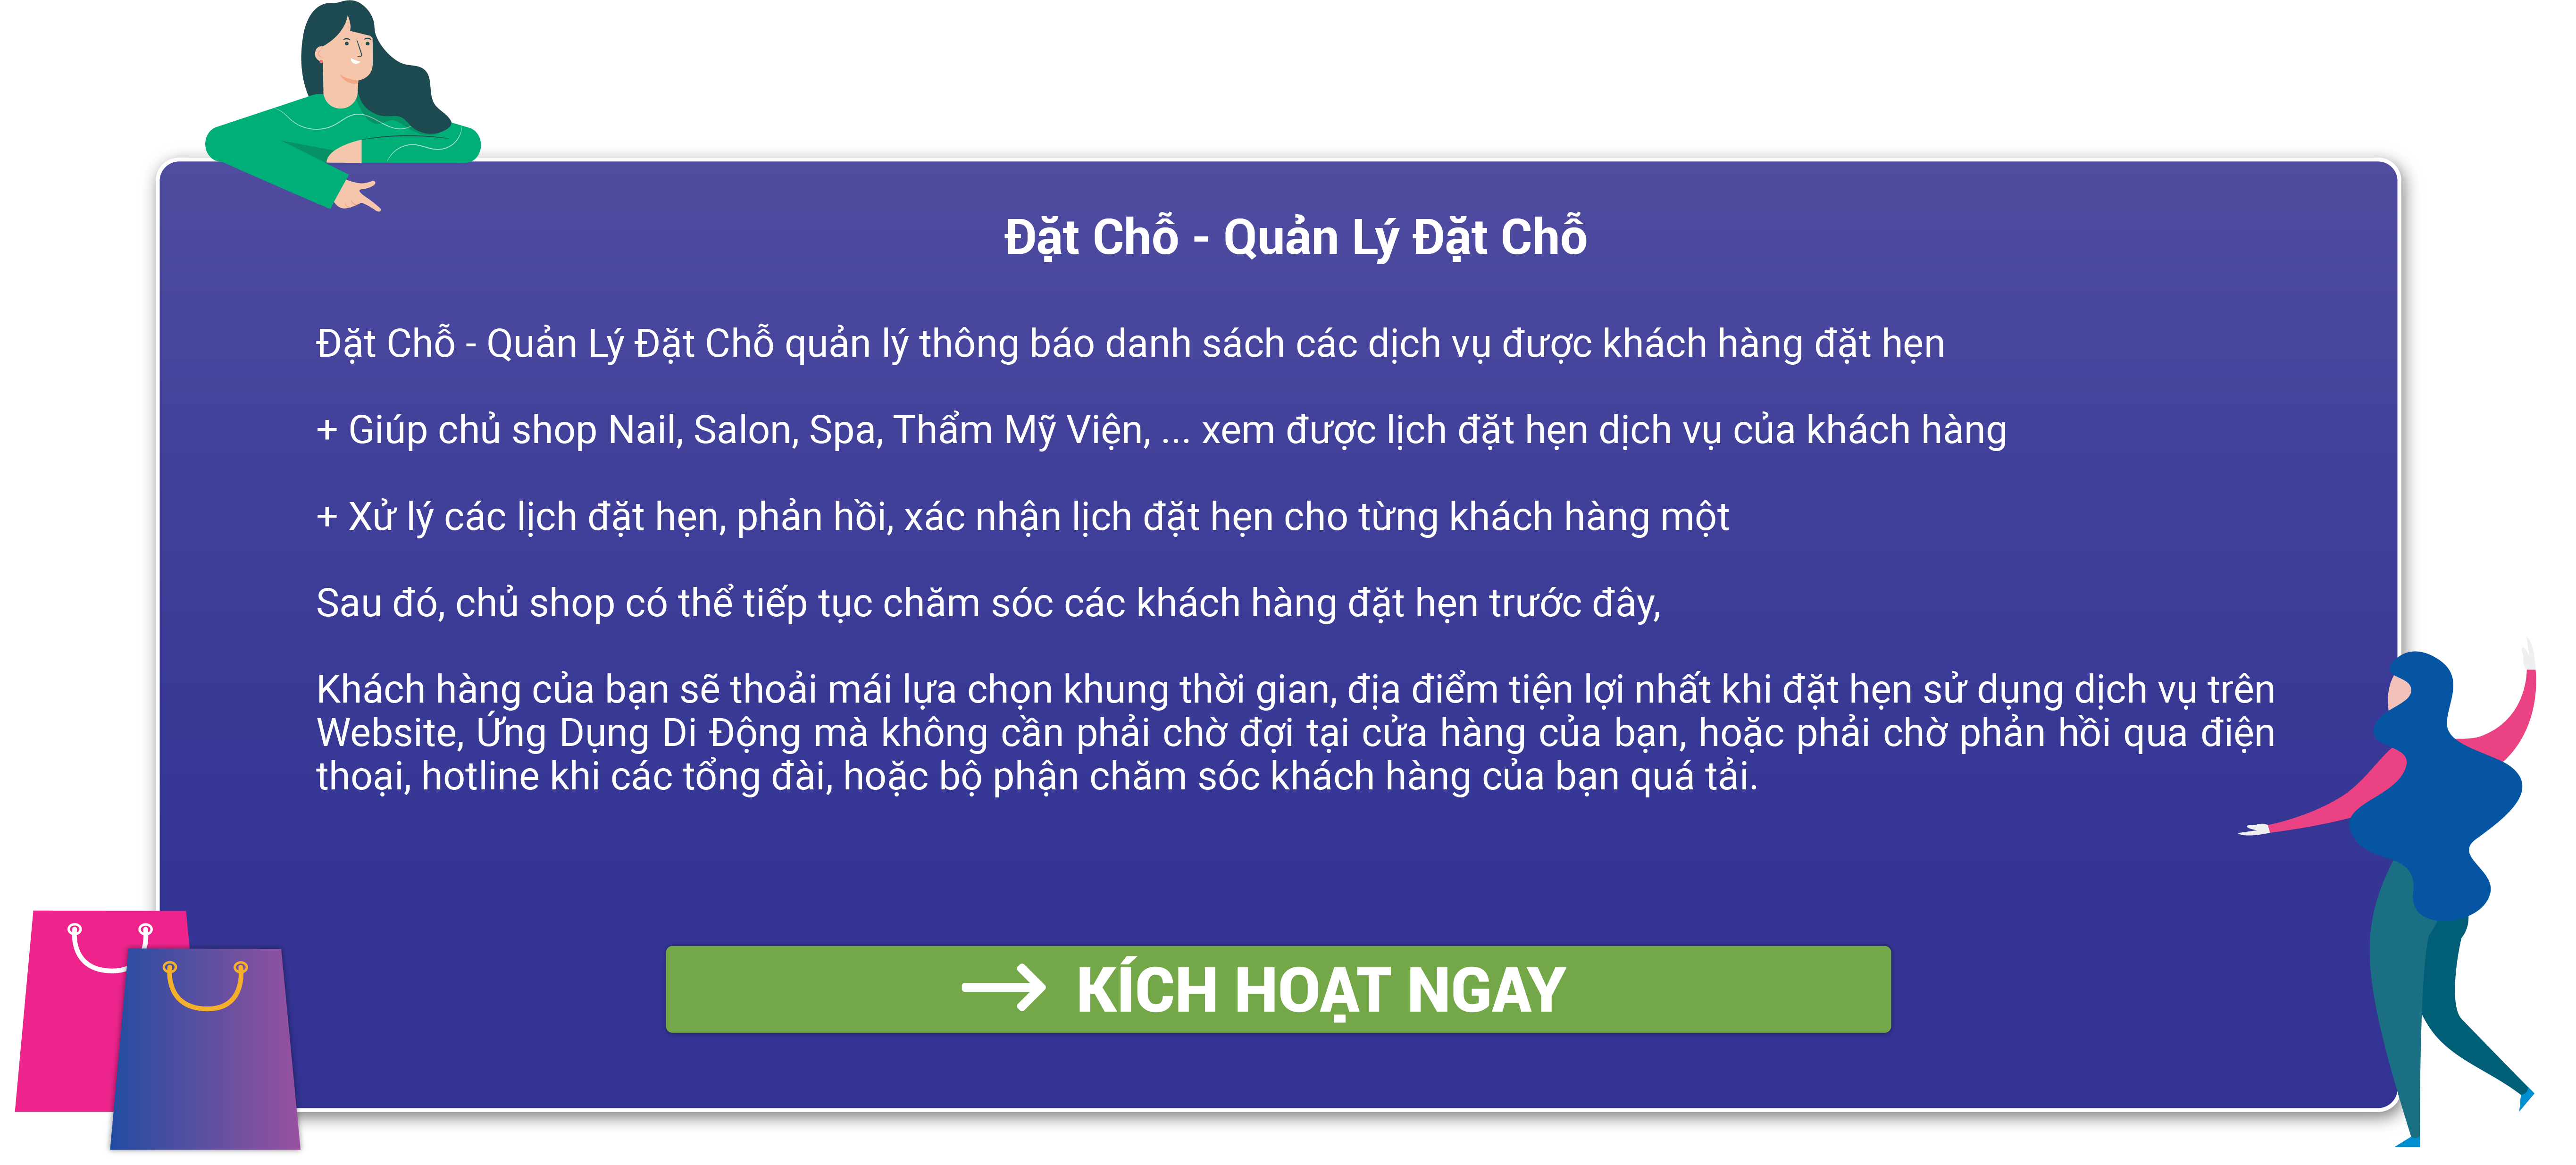 Đặt Chỗ - Quản Lý Đặt Chỗ
Đặt Chỗ - Quản Lý Đặt Chỗ quản lý thông báo danh sách các dịch vụ được khách hàng đặt hẹn
+ Giúp chủ shop Nail, Salon, Spa, Thẩm Mỹ Viện, ... xem được lịch đặt hẹn dịch vụ của khách hàng
+ Xử lý các lịch đặt hẹn, phản hồi, xác nhận lịch đặt hẹn cho từng khách hàng một
Sau đó, chủ shop có thể tiếp tục chăm sóc các khách hàng đặt hẹn trước đây,
Khách hàng của bạn sẽ thoải mái lựa chọn khung thời gian, địa điểm tiện lợi nhất khi đặt hẹn sử dụng dịch vụ trên
Website, Ứng Dụng Di Động mà không cần phải chờ đợi tại cửa hàng của bạn, hoặc phải chờ phản hồi qua điện
thoại, hotline khi các tổng đài, hoặc bộ phận chăm sóc khách hàng của bạn quá tải.
→ KÍCH HOẠT NGAY